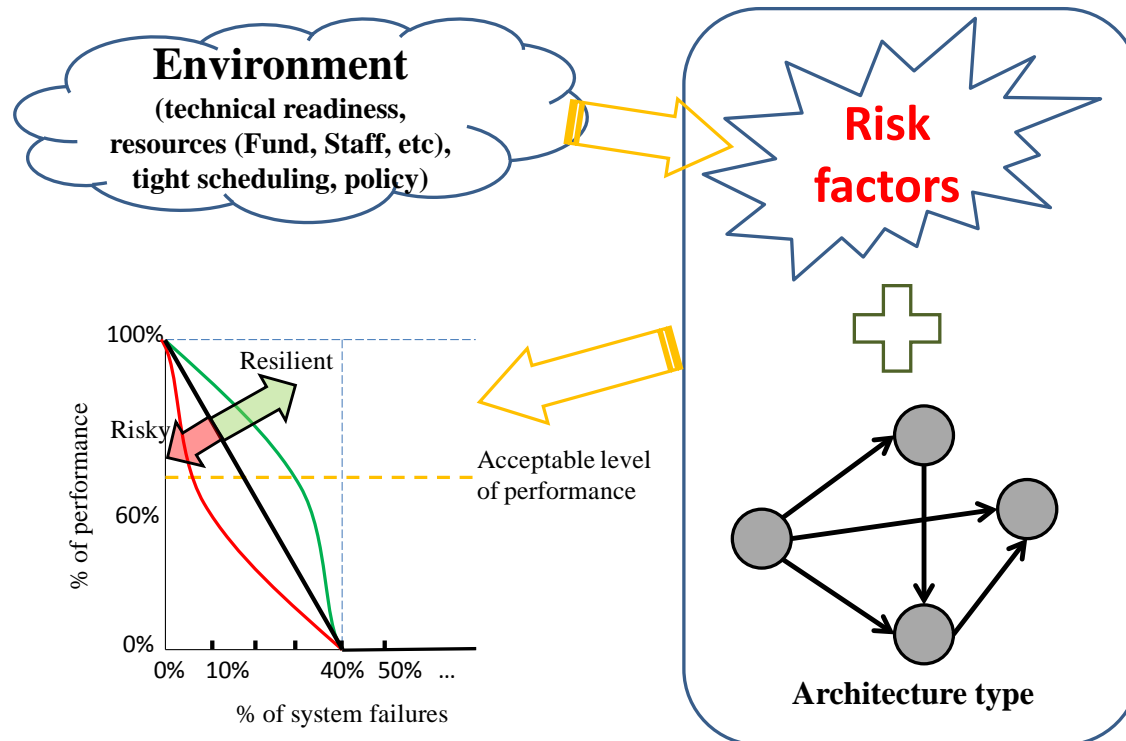 Environment
(technical readiness,
resources (Fund, Staff, etc),
tight scheduling, policy)
Risk
factors
100%
Resilient
Risky
Acceptable level
of performance
60%
% of performance
0%
0% 10% 40% 50% ...
% of system failures
Architecture type